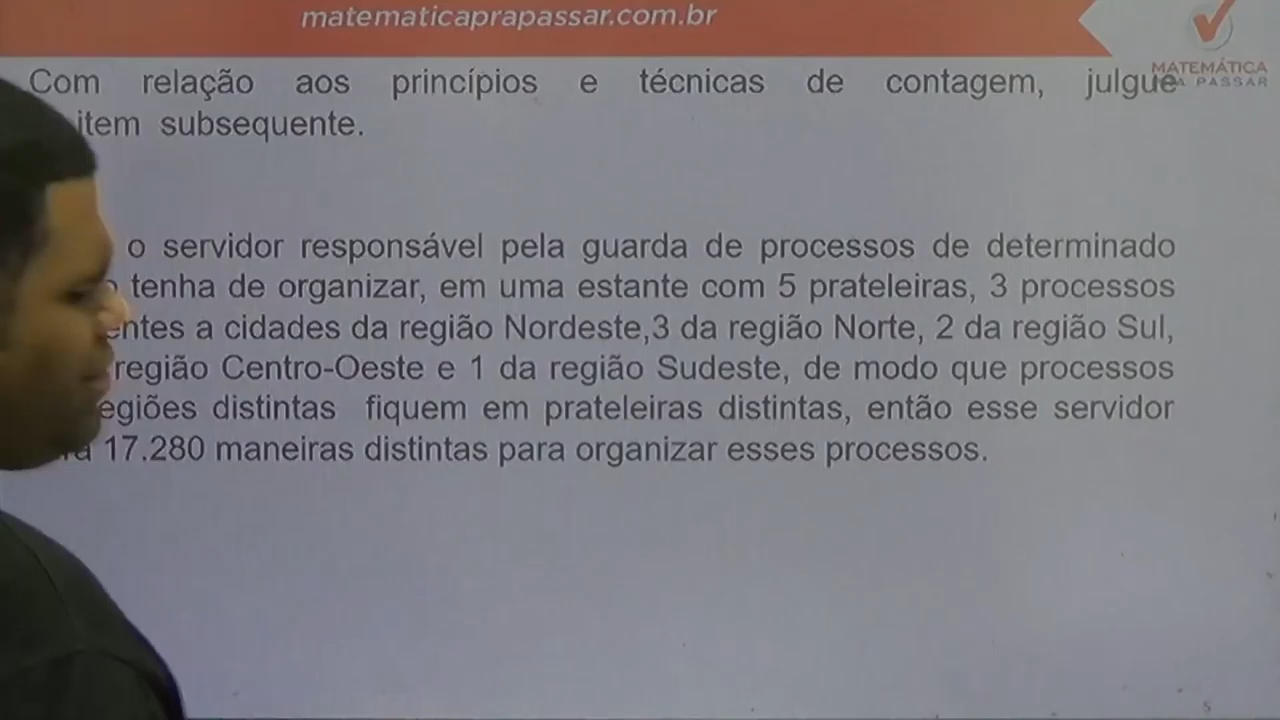 matematicaprapassar.com.br
MATEMÁTICA
PASSAR
Com relação aos princípios e técnicas de contagem, julgue
item subsequente.
o servidor responsável pela guarda de processos de determinado
tenha de organizar, em uma estante com 5 prateleiras, 3 processos
entes a cidades da região Nordeste,3 da região Norte, 2 da região Sul,
região Centro-Oeste e 1 da região Sudeste, de modo que processos
egiões distintas fiquem em prateleiras distintas, então esse servidor
17.280 maneiras distintas para organizar esses processos.
5